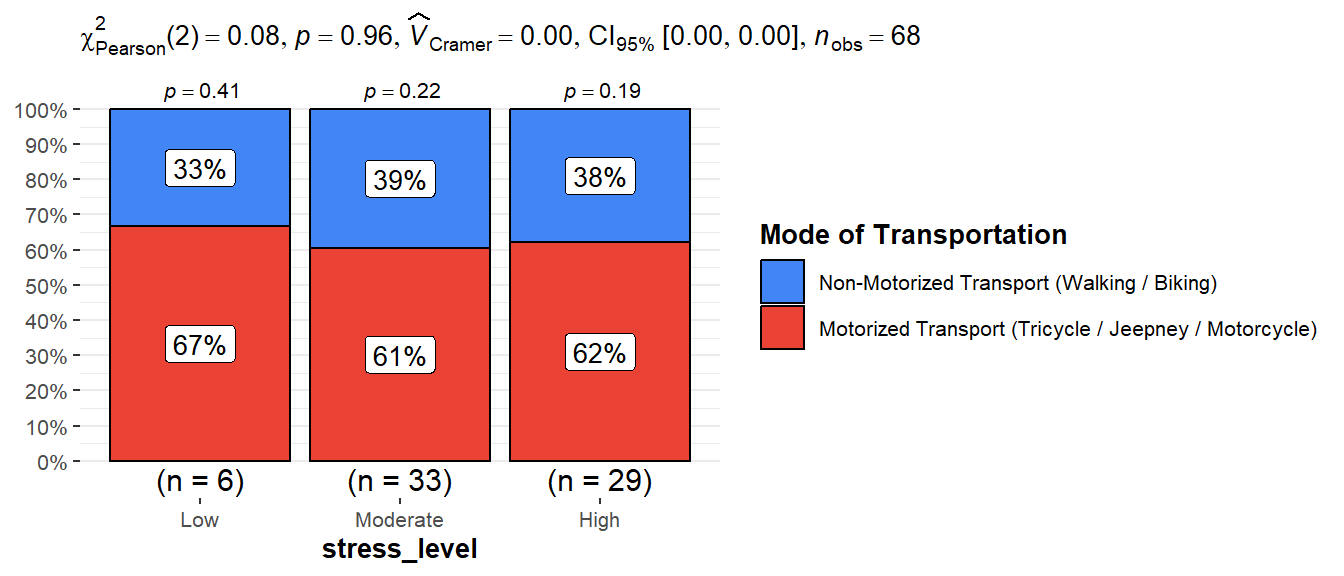 χ²Pearson(2) = 0.08, p = 0.96, V̂Cramer = 0.00, CI95% [0.00, 0.00], nobs = 68
p = 0.41 p = 0.22 p = 0.19
100%
90%
80%
70%
60%
50%
40%
30%
20%
10%
0%
33% 39% 38%
67% 61% 62%
(n = 6) (n = 33) (n = 29)
Low Moderate High
stress_level
Mode of Transportation
Non-Motorized Transport (Walking / Biking)
Motorized Transport (Tricycle / Jeepney / Motorcycle)